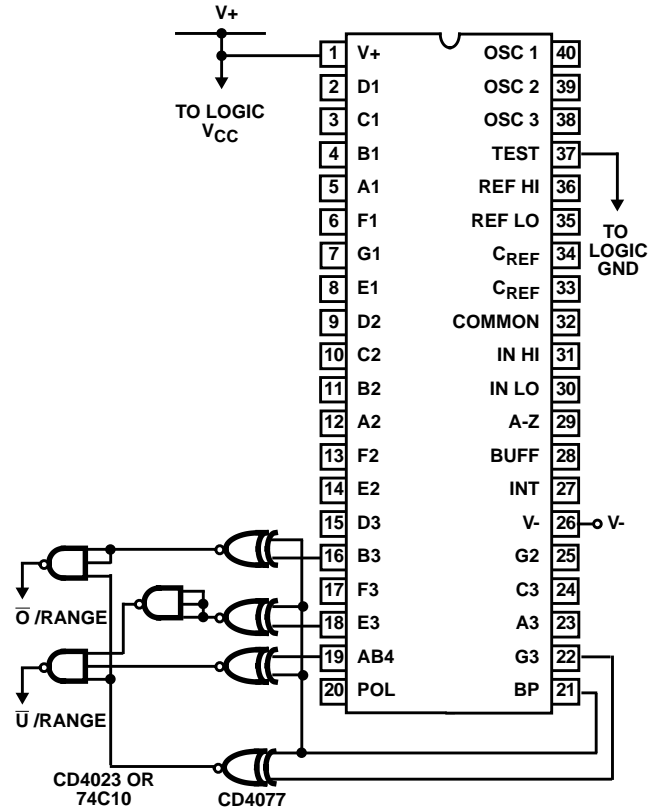 V+
TO LOGIC
VCC
1 V+ OSC 1 40
2 D1 OSC 2 39
3 C1 OSC 3 38
4 B1 TEST 37
5 A1 REF HI 36
6 F1 REF LO 35
7 G1 CREF 34
8 E1 CREF 33
9 D2 COMMON 32
10 C2 IN HI 31
11 B2 IN LO 30
12 A2 A-Z 29
13 F2 BUFF 28
14 E2 INT 27
15 D3 V- 26 V-
16 B3 G2 25
17 F3 C3 24
18 E3 A3 23
19 AB4 G3 22
20 POL BP 21
TO
LOGIC
GND
O̅ /RANGE
U̅ /RANGE
CD4023 OR
74C10
CD4077